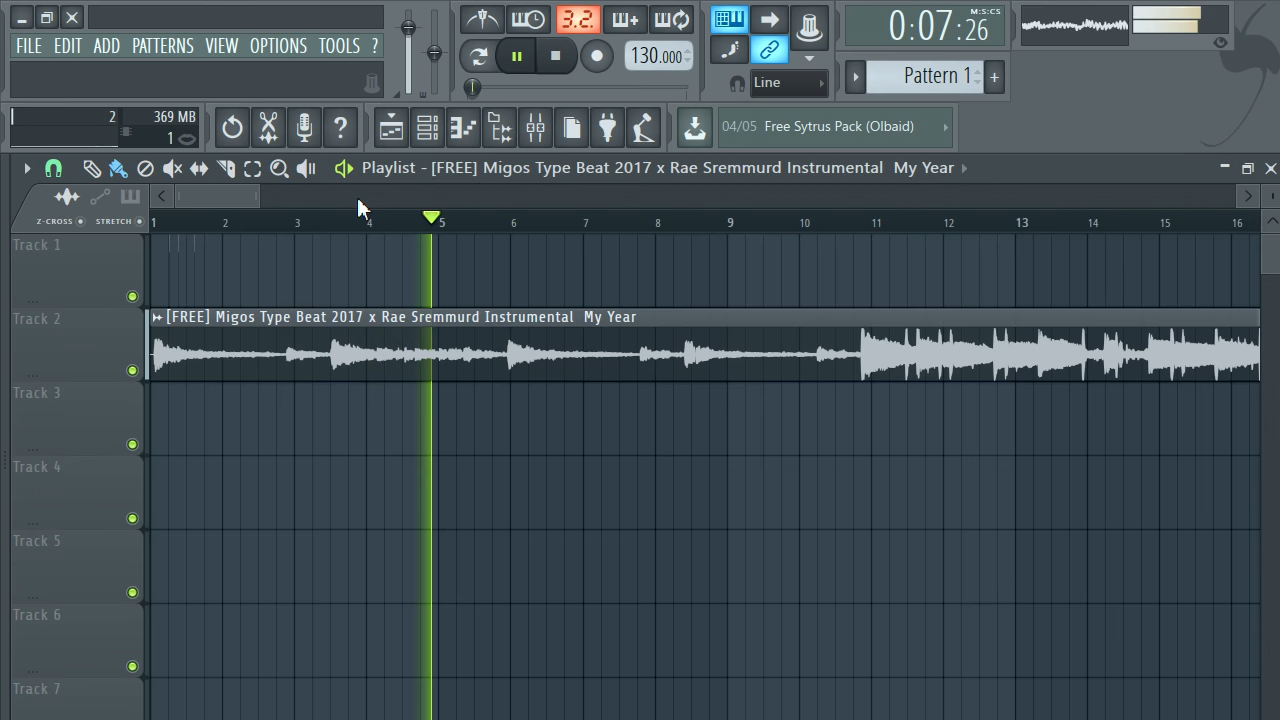 FILE EDIT ADD PATTERNS VIEW OPTIONS TOOLS ?
3.2.
130.000
Line
M:S:CS
0:07:26
Pattern 1
+
2
369 MB
1
?
04/05 Free Sytrus Pack (Olbaid)
Playlist - [FREE] Migos Type Beat 2017 x Rae Sremmurd Instrumental My Year
Z-CROSS STRETCH
1 2 3 4 5 6 7 8 9 10 11 12 13 14 15 16
Track 1
...
Track 2
[FREE] Migos Type Beat 2017 x Rae Sremmurd Instrumental My Year
...
Track 3
...
Track 4
...
Track 5
...
Track 6
...
Track 7